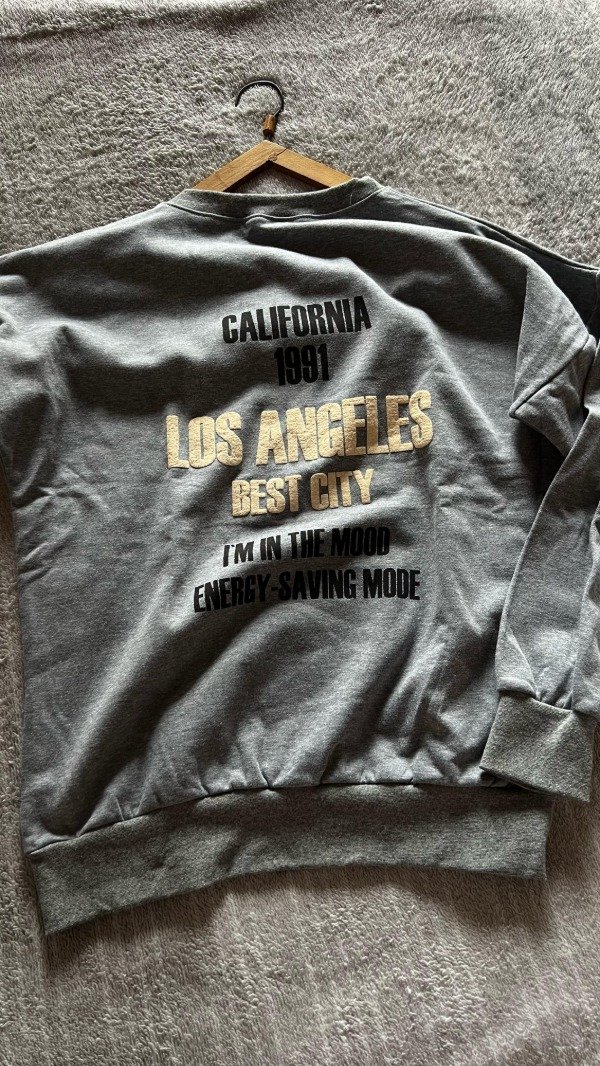 CALIFORNIA
1991
LOS ANGELES
BEST CITY
I'M IN THE MOOD
ENERGY-SAVING MODE